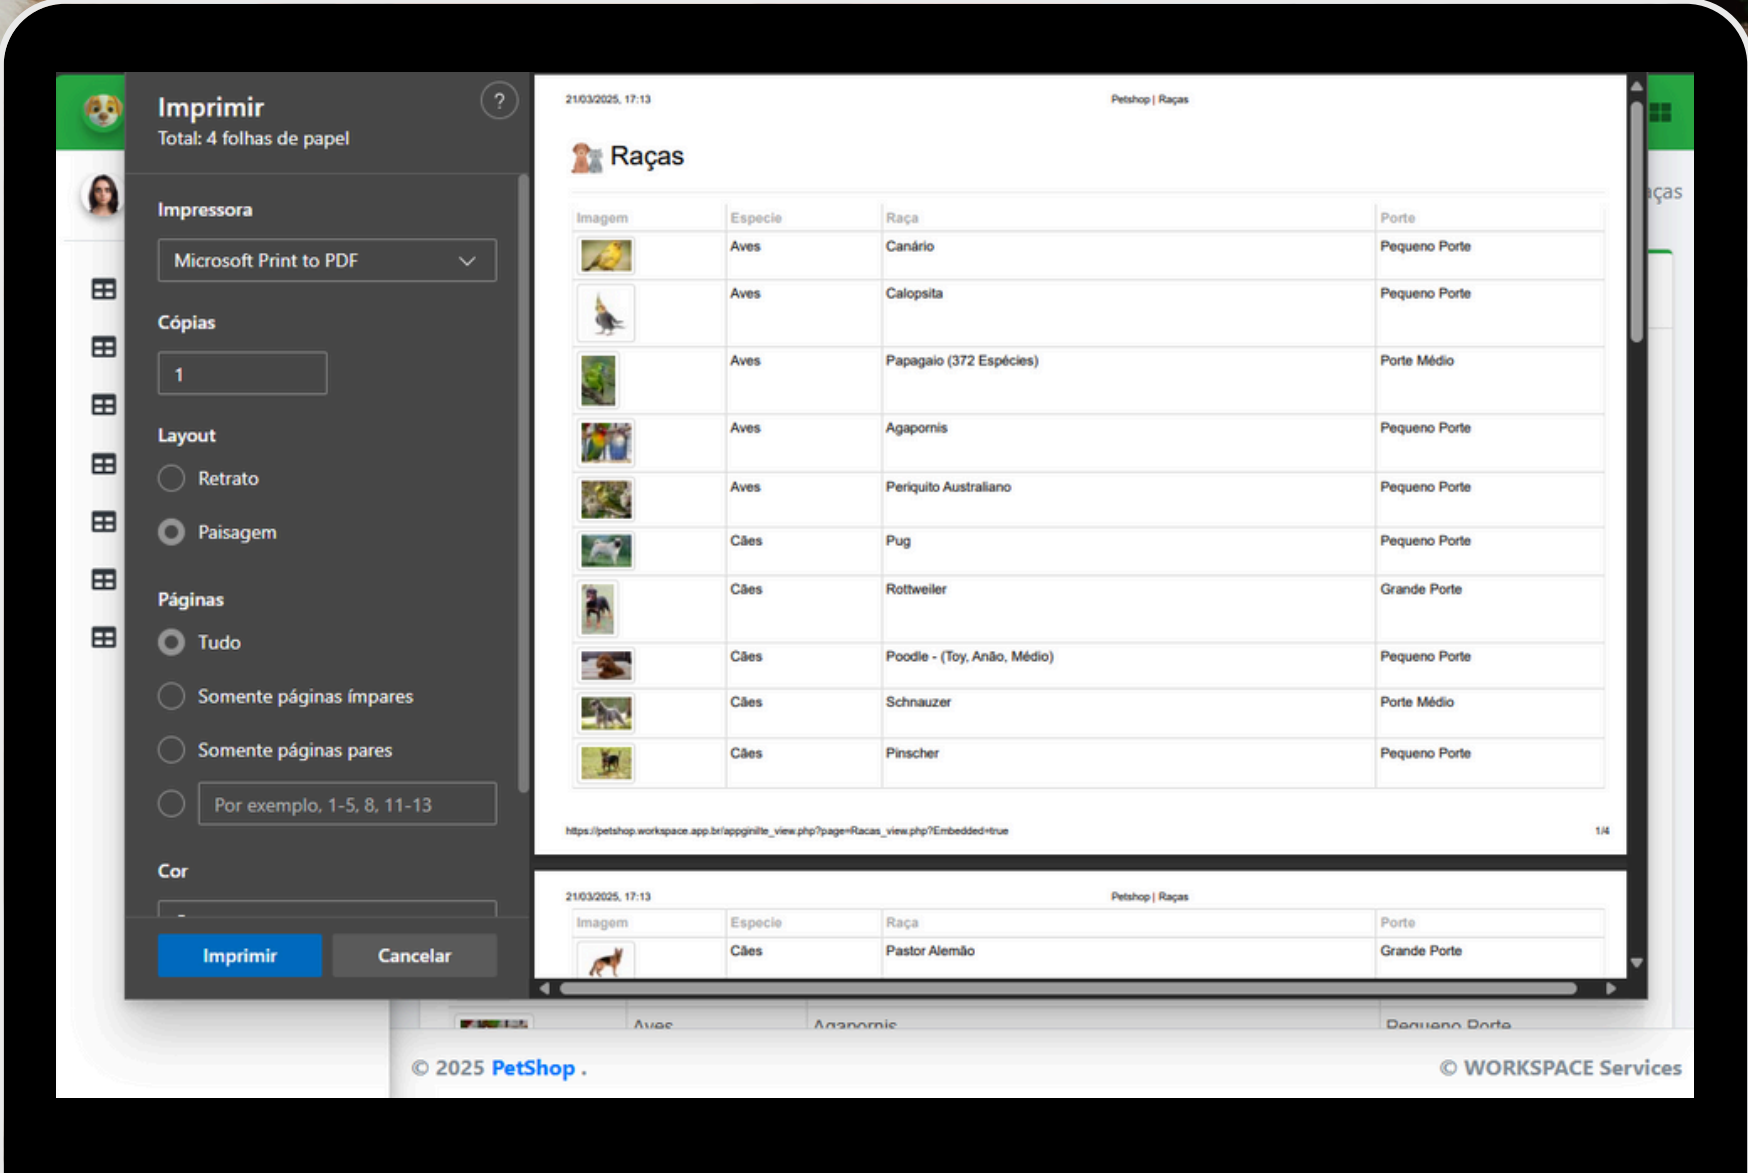 Imprimir
Total: 4 folhas de papel
?
Impressora
Microsoft Print to PDF
Cópias
1
Layout
Retrato
Paisagem
Páginas
Tudo
Somente páginas ímpares
Somente páginas pares
Por exemplo, 1-5, 8, 11-13
Cor
Imprimir Cancelar
21/03/2025, 17:13 Petshop | Raças
Raças
Imagem Especie Raça Porte
Aves Canário Pequeno Porte
Aves Calopsita Pequeno Porte
Aves Papagaio (372 Espécies) Porte Médio
Aves Agapornis Pequeno Porte
Aves Periquito Australiano Pequeno Porte
Cães Pug Pequeno Porte
Cães Rottweiler Grande Porte
Cães Poodle - (Toy, Anão, Médio) Pequeno Porte
Cães Schnauzer Porte Médio
Cães Pinscher Pequeno Porte
https://petshop.workspace.app.br/appginilte_view.php?page=Racas_view.php?Embedded=true 1/4
21/03/2025, 17:13 Petshop | Raças
Imagem Especie Raça Porte
Cães Pastor Alemão Grande Porte
aças
Aves Agapornis Pequeno Porte
© 2025 PetShop . © WORKSPACE Services